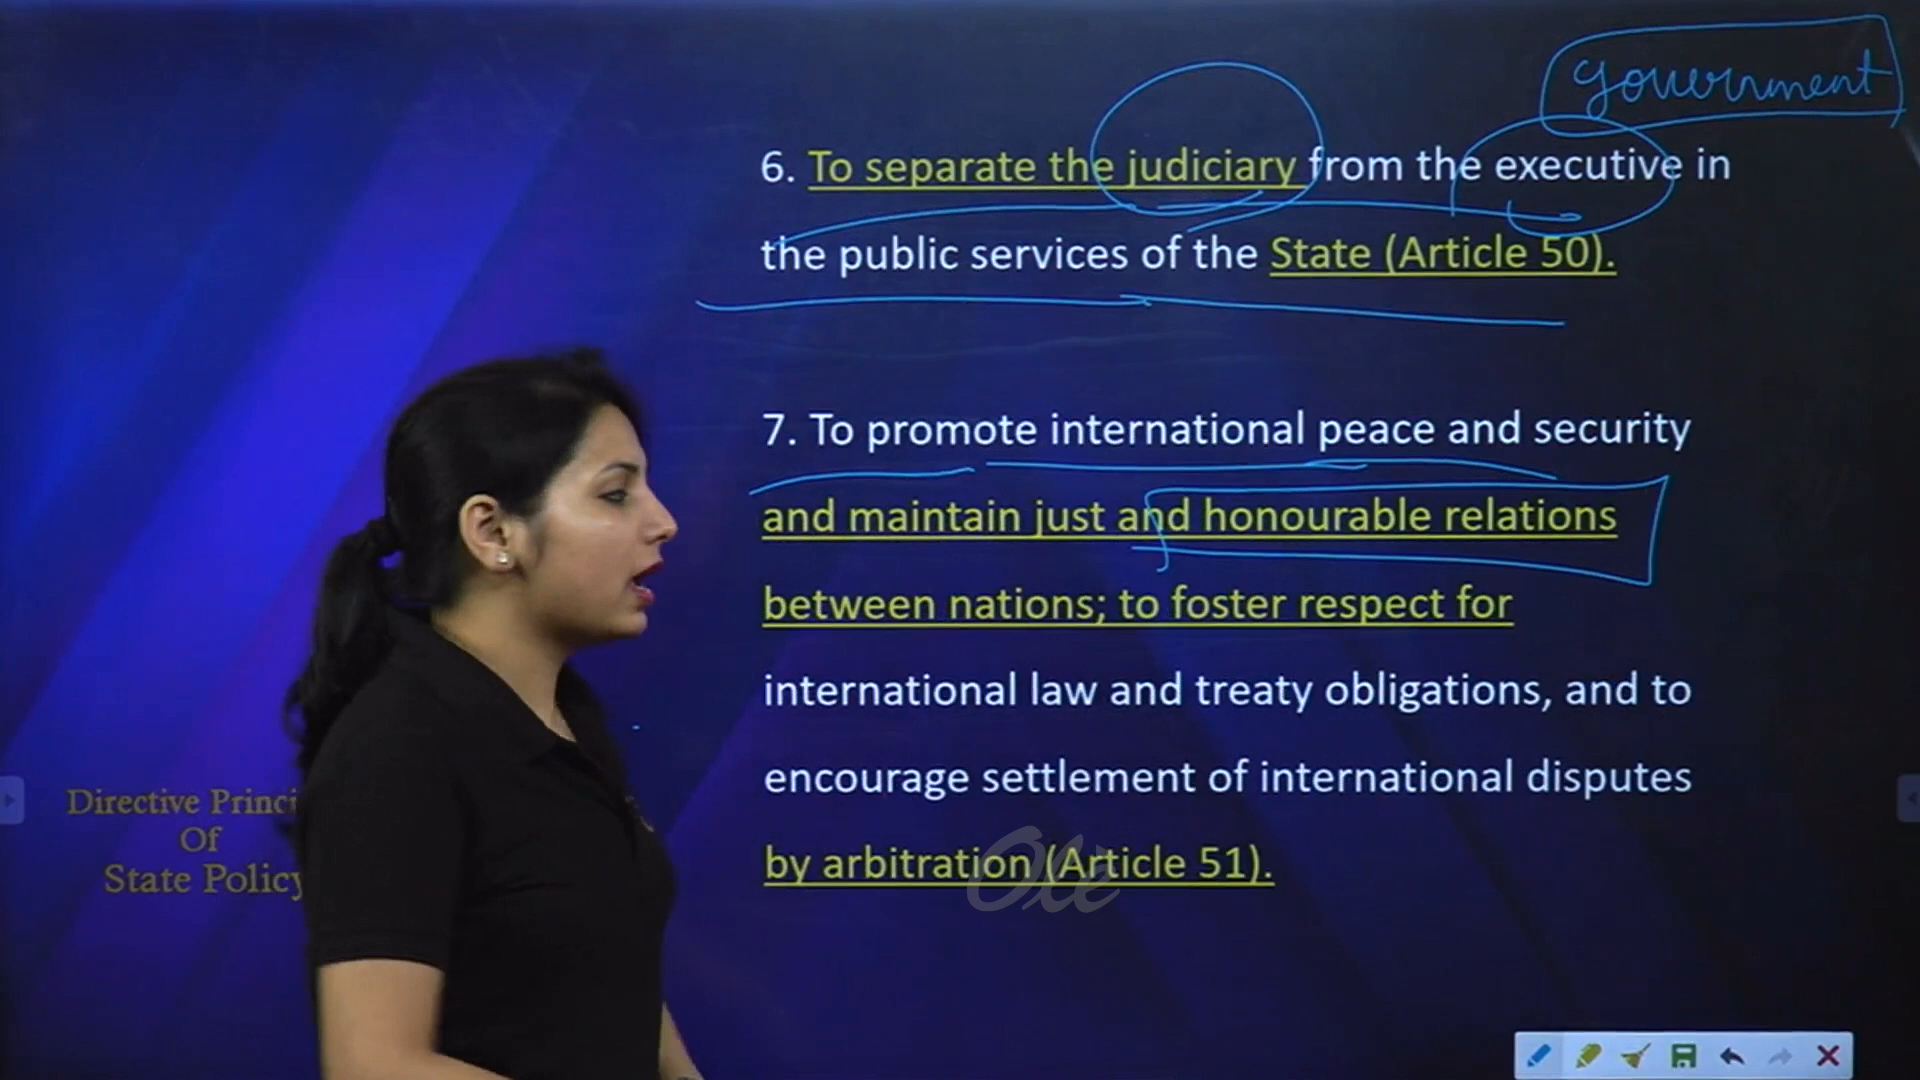 government
6. To separate the judiciary from the executive in
the public services of the State (Article 50).
7. To promote international peace and security
and maintain just and honourable relations
between nations; to foster respect for
international law and treaty obligations, and to
encourage settlement of international disputes
by arbitration (Article 51).
Directive Princi
Of
State Policy